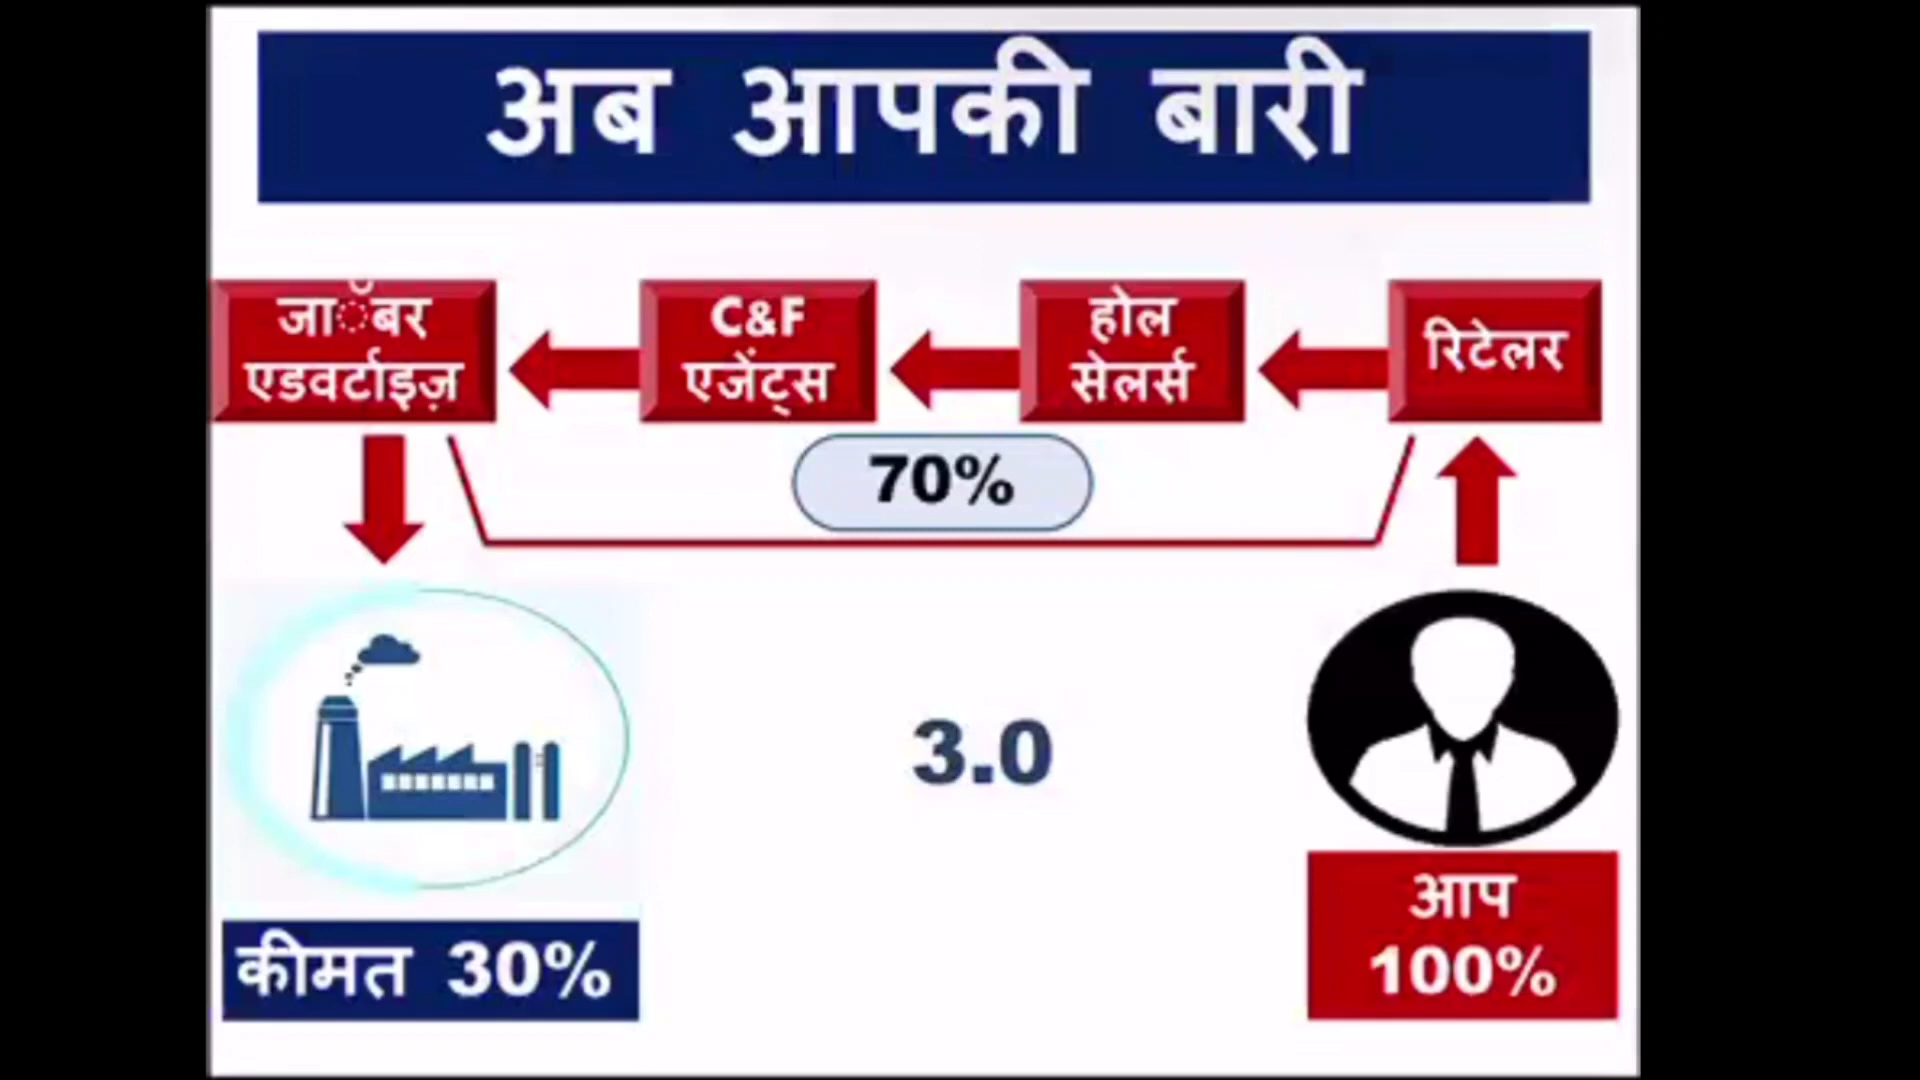 अब आपकी बारी
जाॅंबर
एडवर्टाइज़
C&F
एजेंट्स
होल
सेलर्स
रिटेलर
70%
3.0
कीमत 30%
आप
100%